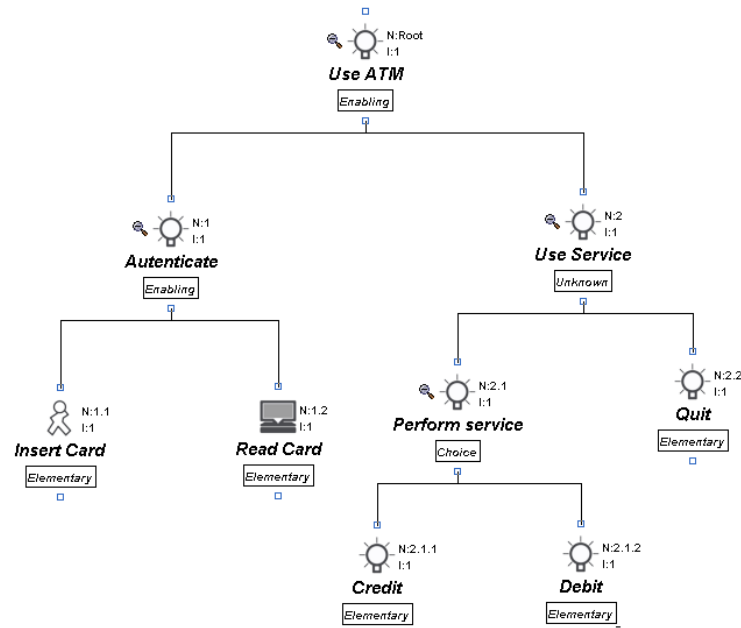 N:Root
I:1
Use ATM
Enabling
N:1
I:1
Autenticate
Enabling
N:2
I:1
Use Service
Unknown
N:1.1
I:1
Insert Card
Elementary
N:1.2
I:1
Read Card
Elementary
N:2.1
I:1
Perform service
Choice
N:2.2
I:1
Quit
Elementary
N:2.1.1
I:1
Credit
Elementary
N:2.1.2
I:1
Debit
Elementary